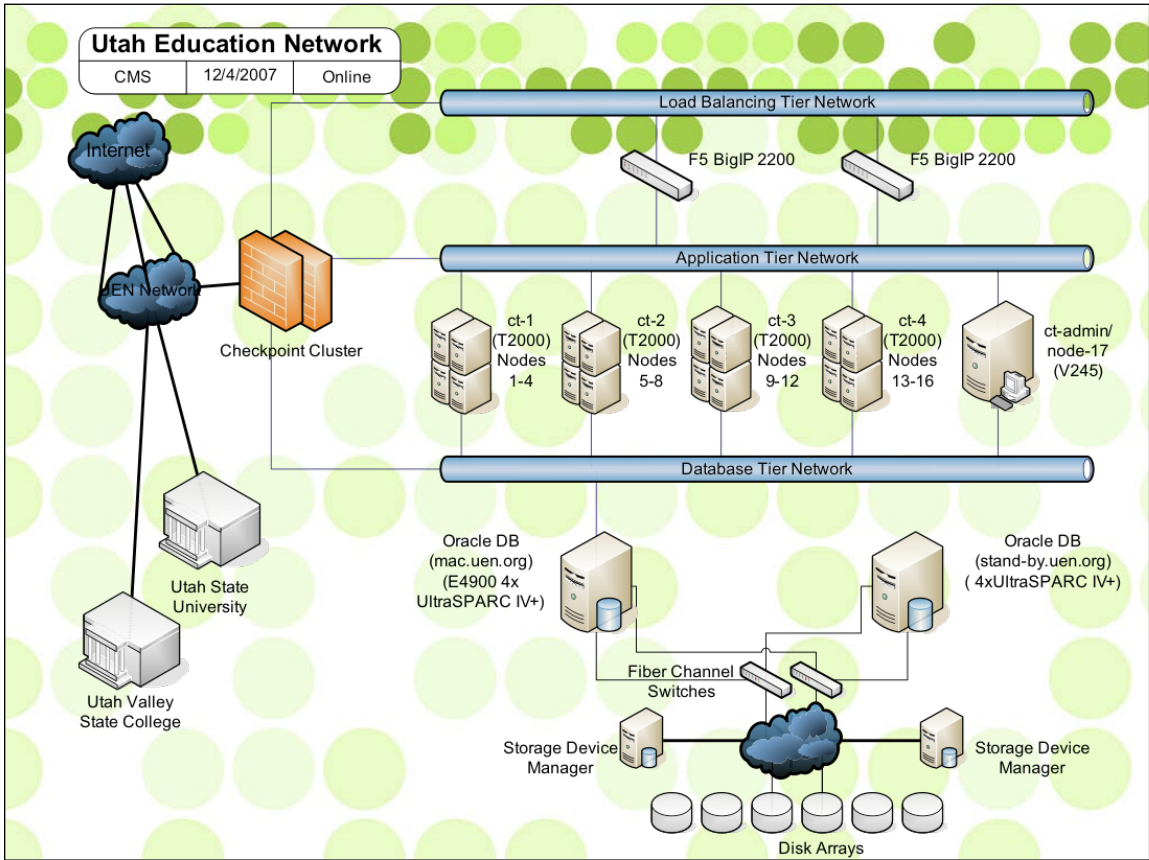 Utah Education Network
CMS
12/4/2007
Online
Load Balancing Tier Network
Internet
F5 BigIP 2200
F5 BigIP 2200
Application Tier Network
UEN Network
Checkpoint Cluster
ct-1
(T2000)
Nodes
1-4
ct-2
(T2000)
Nodes
5-8
ct-3
(T2000)
Nodes
9-12
ct-4
(T2000)
Nodes
13-16
ct-admin/
node-17
(V245)
Database Tier Network
Oracle DB
(mac.uen.org)
(E4900 4x
UltraSPARC IV+)
Oracle DB
(stand-by.uen.org)
( 4xUltraSPARC IV+)
Utah State
University
Utah Valley
State College
Fiber Channel
Switches
Storage Device
Manager
Storage Device
Manager
Disk Arrays